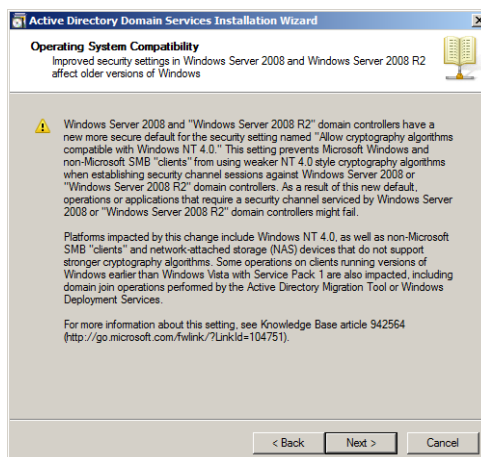 Active Directory Domain Services Installation Wizard
Operating System Compatibility
Improved security settings in Windows Server 2008 and Windows Server 2008 R2
affect older versions of Windows
Windows Server 2008 and "Windows Server 2008 R2" domain controllers have a
new more secure default for the security setting named "Allow cryptography algorithms
compatible with Windows NT 4.0." This setting prevents Microsoft Windows and
non-Microsoft SMB "clients" from using weaker NT 4.0 style cryptography algorithms
when establishing security channel sessions against Windows Server 2008 or
"Windows Server 2008 R2" domain controllers. As a result of this new default,
operations or applications that require a security channel serviced by Windows Server
2008 or "Windows Server 2008 R2" domain controllers might fail.
Platforms impacted by this change include Windows NT 4.0, as well as non-Microsoft
SMB "clients" and network-attached storage (NAS) devices that do not support
stronger cryptography algorithms. Some operations on clients running versions of
Windows earlier than Windows Vista with Service Pack 1 are also impacted, including
domain join operations performed by the Active Directory Migration Tool or Windows
Deployment Services.
For more information about this setting, see Knowledge Base article 942564
(http://go.microsoft.com/fwlink/?LinkId=104751).
< Back
Next >
Cancel